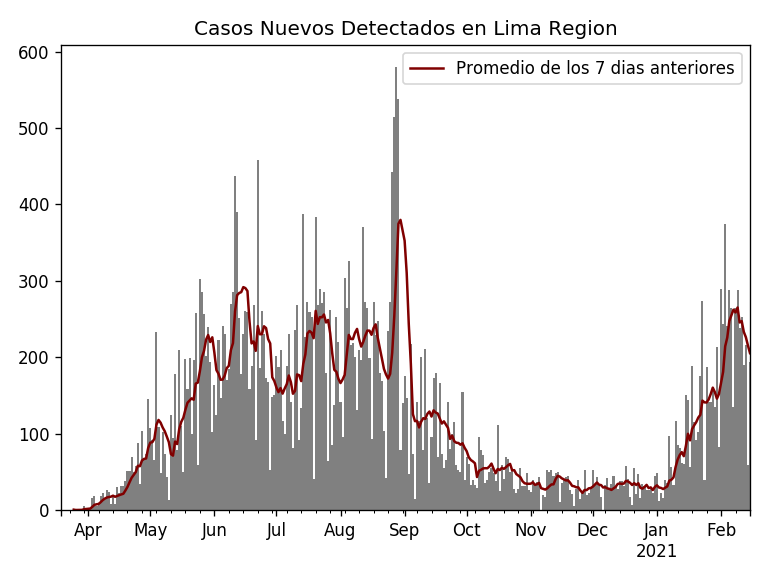 Casos Nuevos Detectados en Lima Region
Promedio de los 7 dias anteriores
600
500
400
300
200
100
0
Apr May Jun Jul Aug Sep Oct Nov Dec Jan Feb
2021